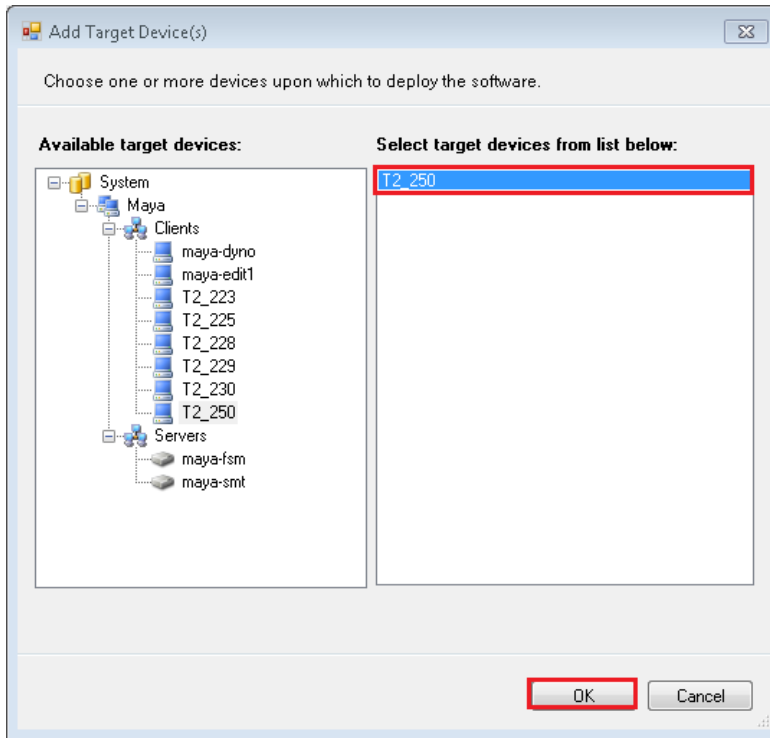 Add Target Device(s)
Choose one or more devices upon which to deploy the software.
Available target devices:
Select target devices from list below:
System
Maya
Clients
maya-dyno
maya-edit1
T2_223
T2_225
T2_228
T2_229
T2_230
T2_250
Servers
maya-fsm
maya-smt
T2_250
OK
Cancel